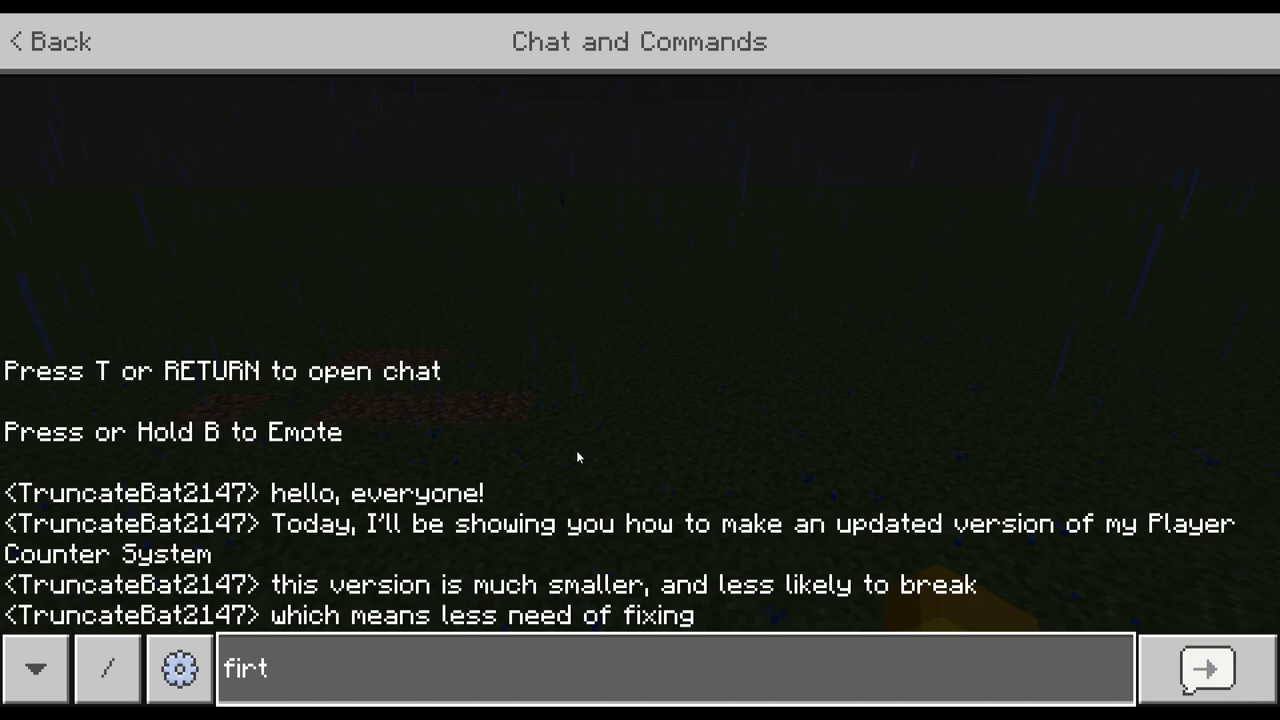 < Back
Chat and Commands
Press T or RETURN to open chat
Press or Hold B to Emote
<TruncateBat2147> hello, everyone!
<TruncateBat2147> Today, I'll be showing you how to make an updated version of my Player
Counter System
<TruncateBat2147> this version is much smaller, and less likely to break
<TruncateBat2147> which means less need of fixing
/
firt